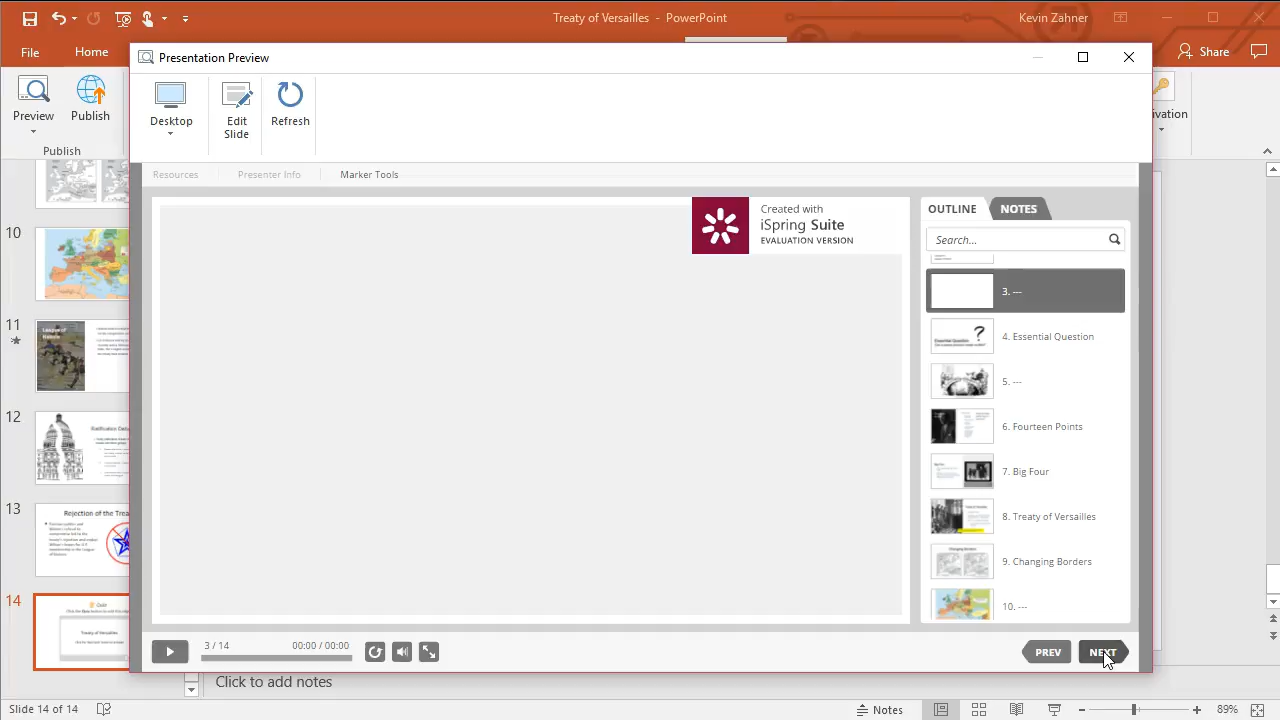 Treaty of Versailles - PowerPoint
Kevin Zahner
File
Home
Share
Presentation Preview
Preview
Publish
Desktop
Edit
Slide
Refresh
ivation
Publish
Resources
Presenter Info
Marker Tools
Created with
iSpring Suite
EVALUATION VERSION
OUTLINE
NOTES
Search...
3. ---
4. Essential Question
5. ---
6. Fourteen Points
7. Big Four
8. Treaty of Versailles
9. Changing Borders
10. ---
10
11
12
13
Rejection of the Trea
14
Quiz
Treaty of Versailles
3 / 14
00:00 / 00:00
PREV
NEXT
Click to add notes
Slide 14 of 14
Notes
89%